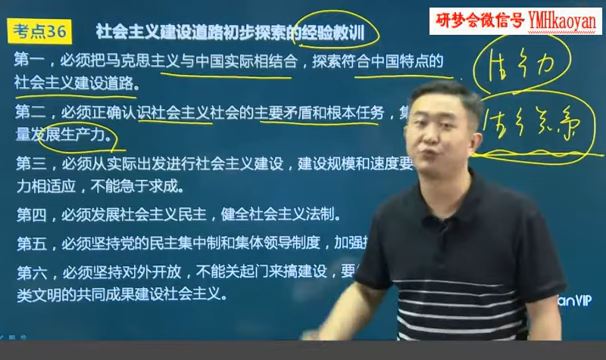 研梦会微信号
YMHkaoyan
考点36 社会主义建设道路初步探索的经验教训
第一，必须把马克思主义与中国实际相结合，探索符合中国特点的
社会主义建设道路。
第二，必须正确认识社会主义社会的主要矛盾和根本任务，集
量发展生产力。
第三，必须从实际出发进行社会主义建设，建设规模和速度要
力相适应，不能急于求成。
第四，必须发展社会主义民主，健全社会主义法制。
第五，必须坚持党的民主集中制和集体领导制度，加强
第六，必须坚持对外开放，不能关起门来搞建设，要
类文明的共同成果建设社会主义。
VIP